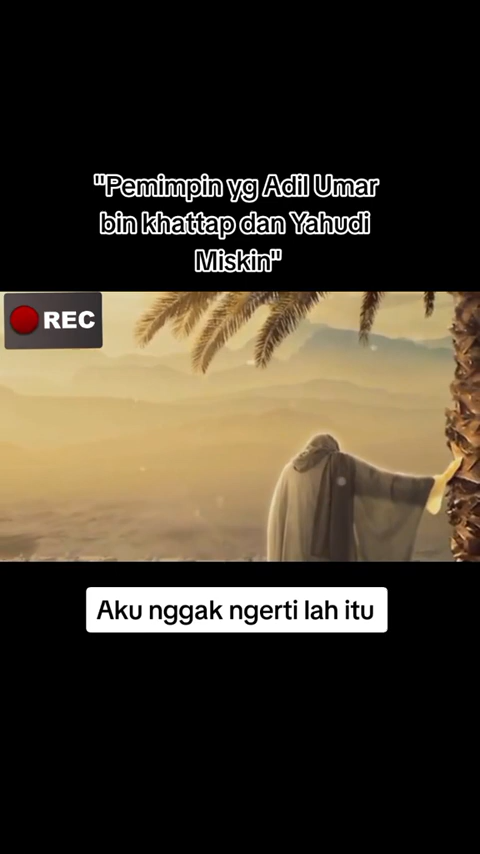 "Pemimpin yg Adil Umar
bin khattap dan Yahudi
Miskin"
REC
Aku nggak ngerti lah itu